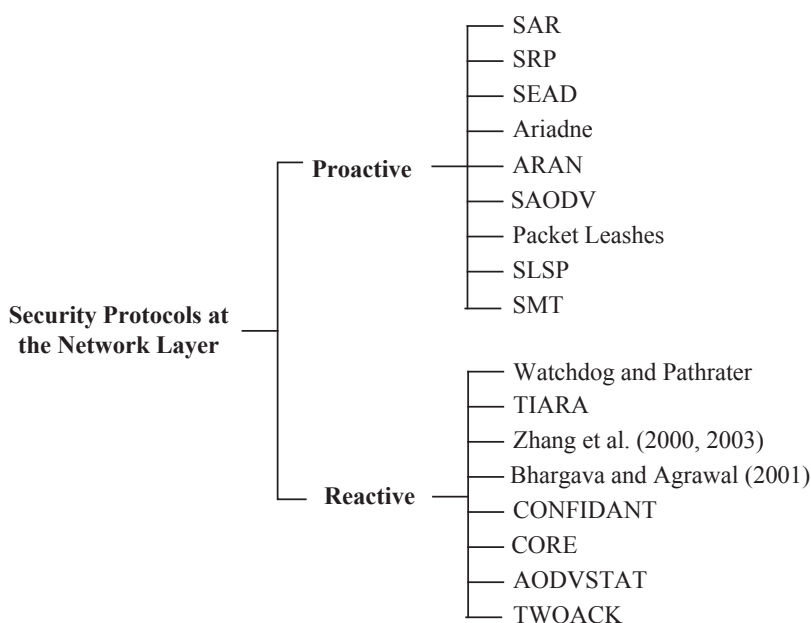 Security Protocols at
the Network Layer
Proactive
SAR
SRP
SEAD
Ariadne
ARAN
SAODV
Packet Leashes
SLSP
SMT
Reactive
Watchdog and Pathrater
TIARA
Zhang et al. (2000, 2003)
Bhargava and Agrawal (2001)
CONFIDANT
CORE
AODVSTAT
TWOACK